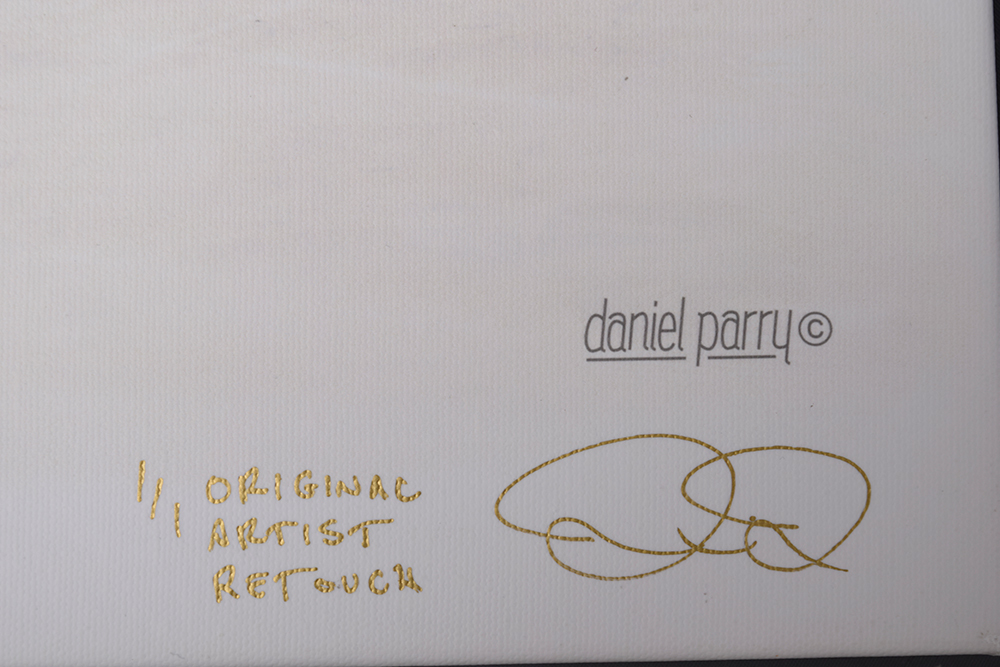 daniel parry©
1/1 ORIGINAL
ARTIST
RETOUCH